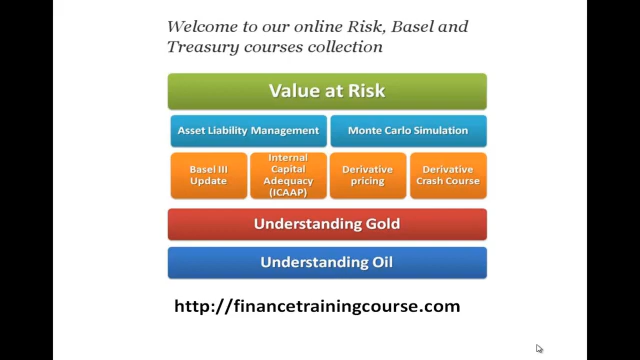 Welcome to our online Risk, Basel and
Treasury courses collection
Value at Risk
Asset Liability Management
Monte Carlo Simulation
Basel III
Update
Internal
Capital
Adequacy
(ICAAP)
Derivative
pricing
Derivative
Crash Course
Understanding Gold
Understanding Oil
http://financetrainingcourse.com